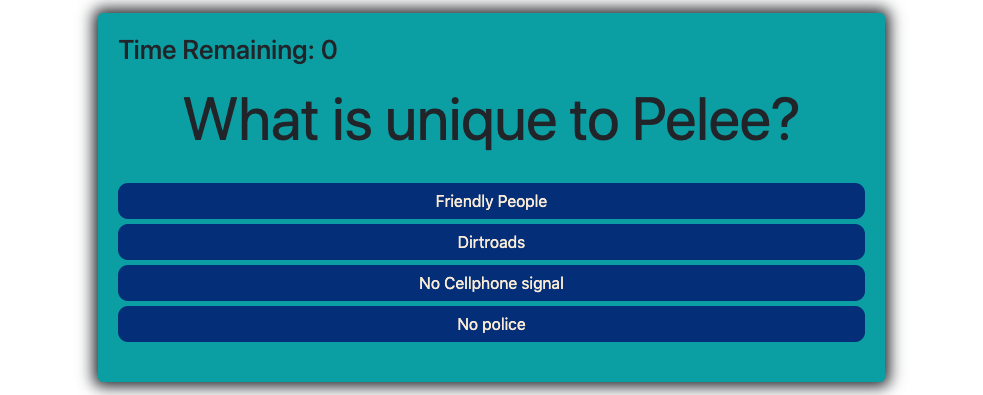 Time Remaining: 0
What is unique to Pelee?
Friendly People
Dirtroads
No Cellphone signal
No police